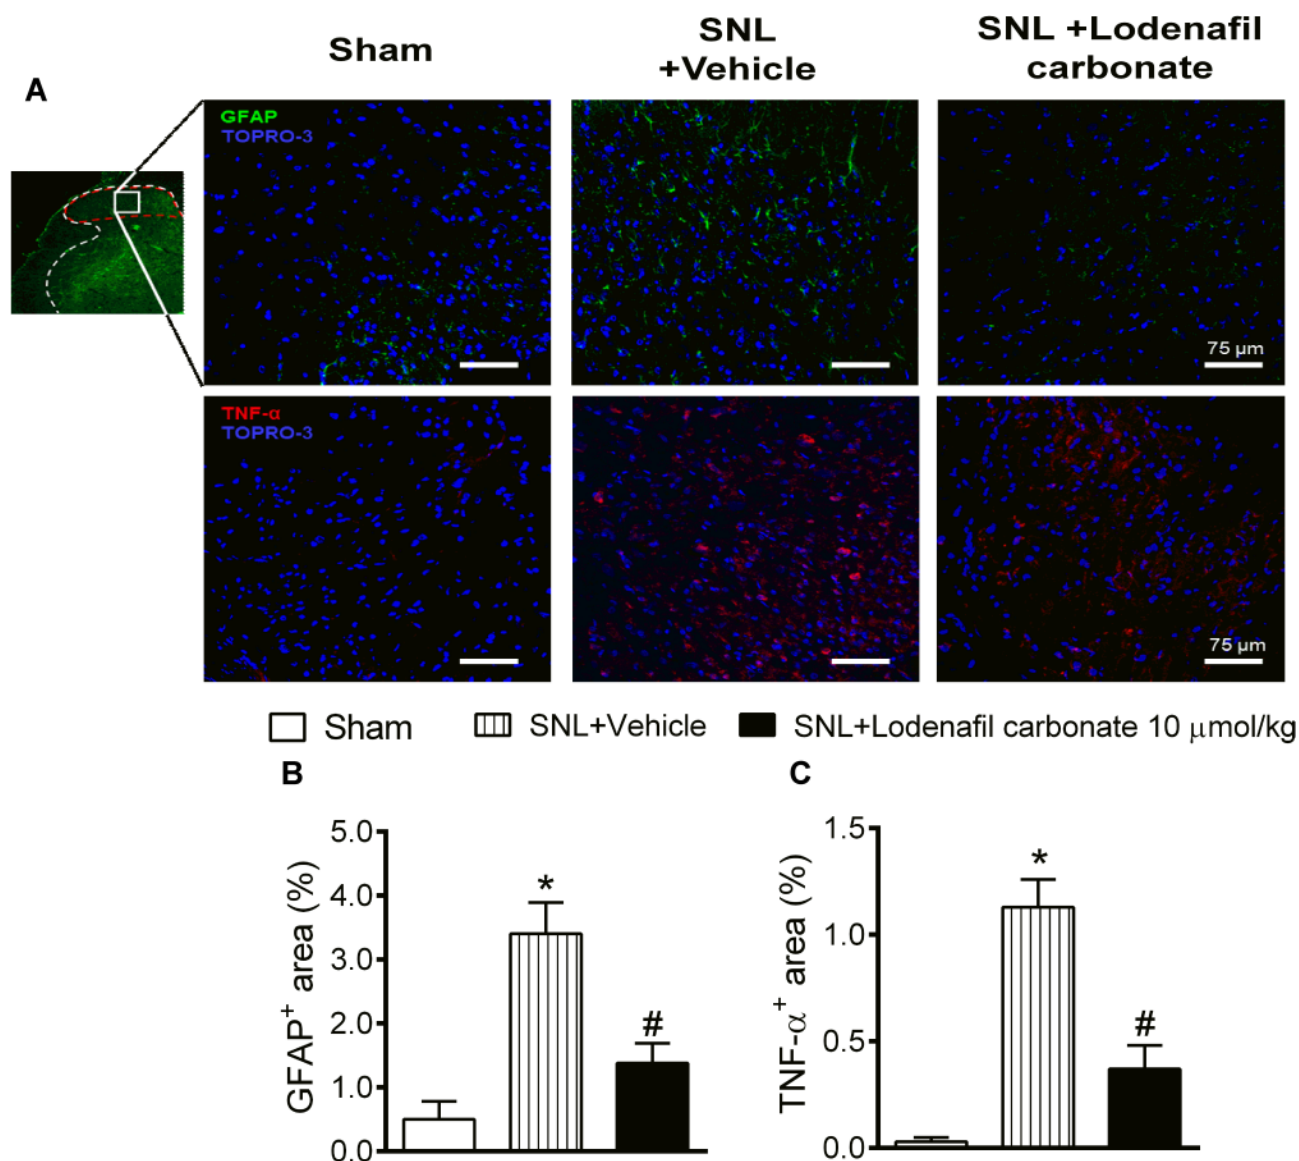 Sham
SNL
+Vehicle
SNL +Lodenafil
carbonate
A
GFAP
TOPRO-3
75 µm
TNF-α
TOPRO-3
75 µm
Sham
SNL+Vehicle
SNL+Lodenafil carbonate 10 µmol/kg
B
GFAP+ area (%)
5.0
4.0
3.0
2.0
1.0
0.0
*
#
C
TNF-α+ area (%)
1.5
1.0
0.5
0.0
*
#